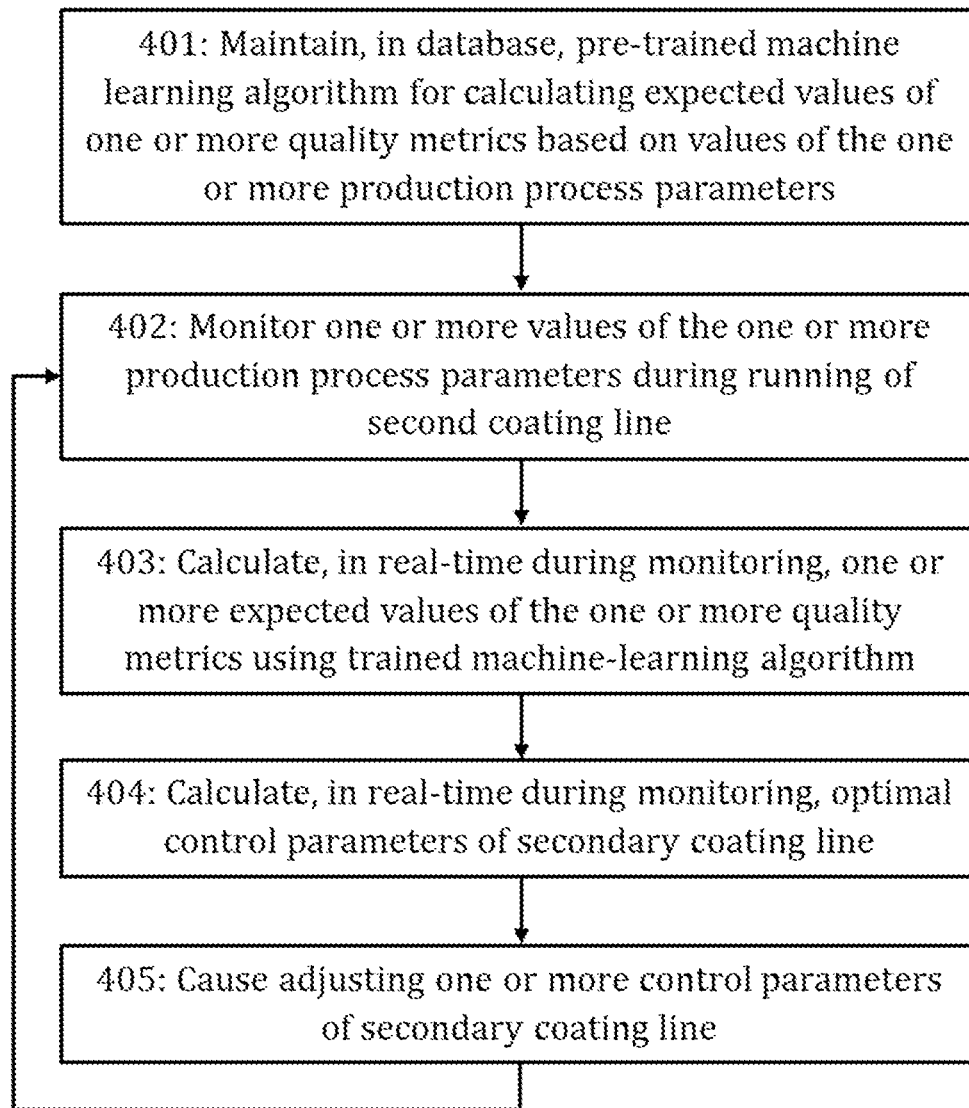 401: Maintain, in database, pre-trained machine
learning algorithm for calculating expected values of
one or more quality metrics based on values of the one
or more production process parameters
402: Monitor one or more values of the one or more
production process parameters during running of
second coating line
403: Calculate, in real-time during monitoring, one or
more expected values of the one or more quality
metrics using trained machine-learning algorithm
404: Calculate, in real-time during monitoring, optimal
control parameters of secondary coating line
405: Cause adjusting one or more control parameters
of secondary coating line